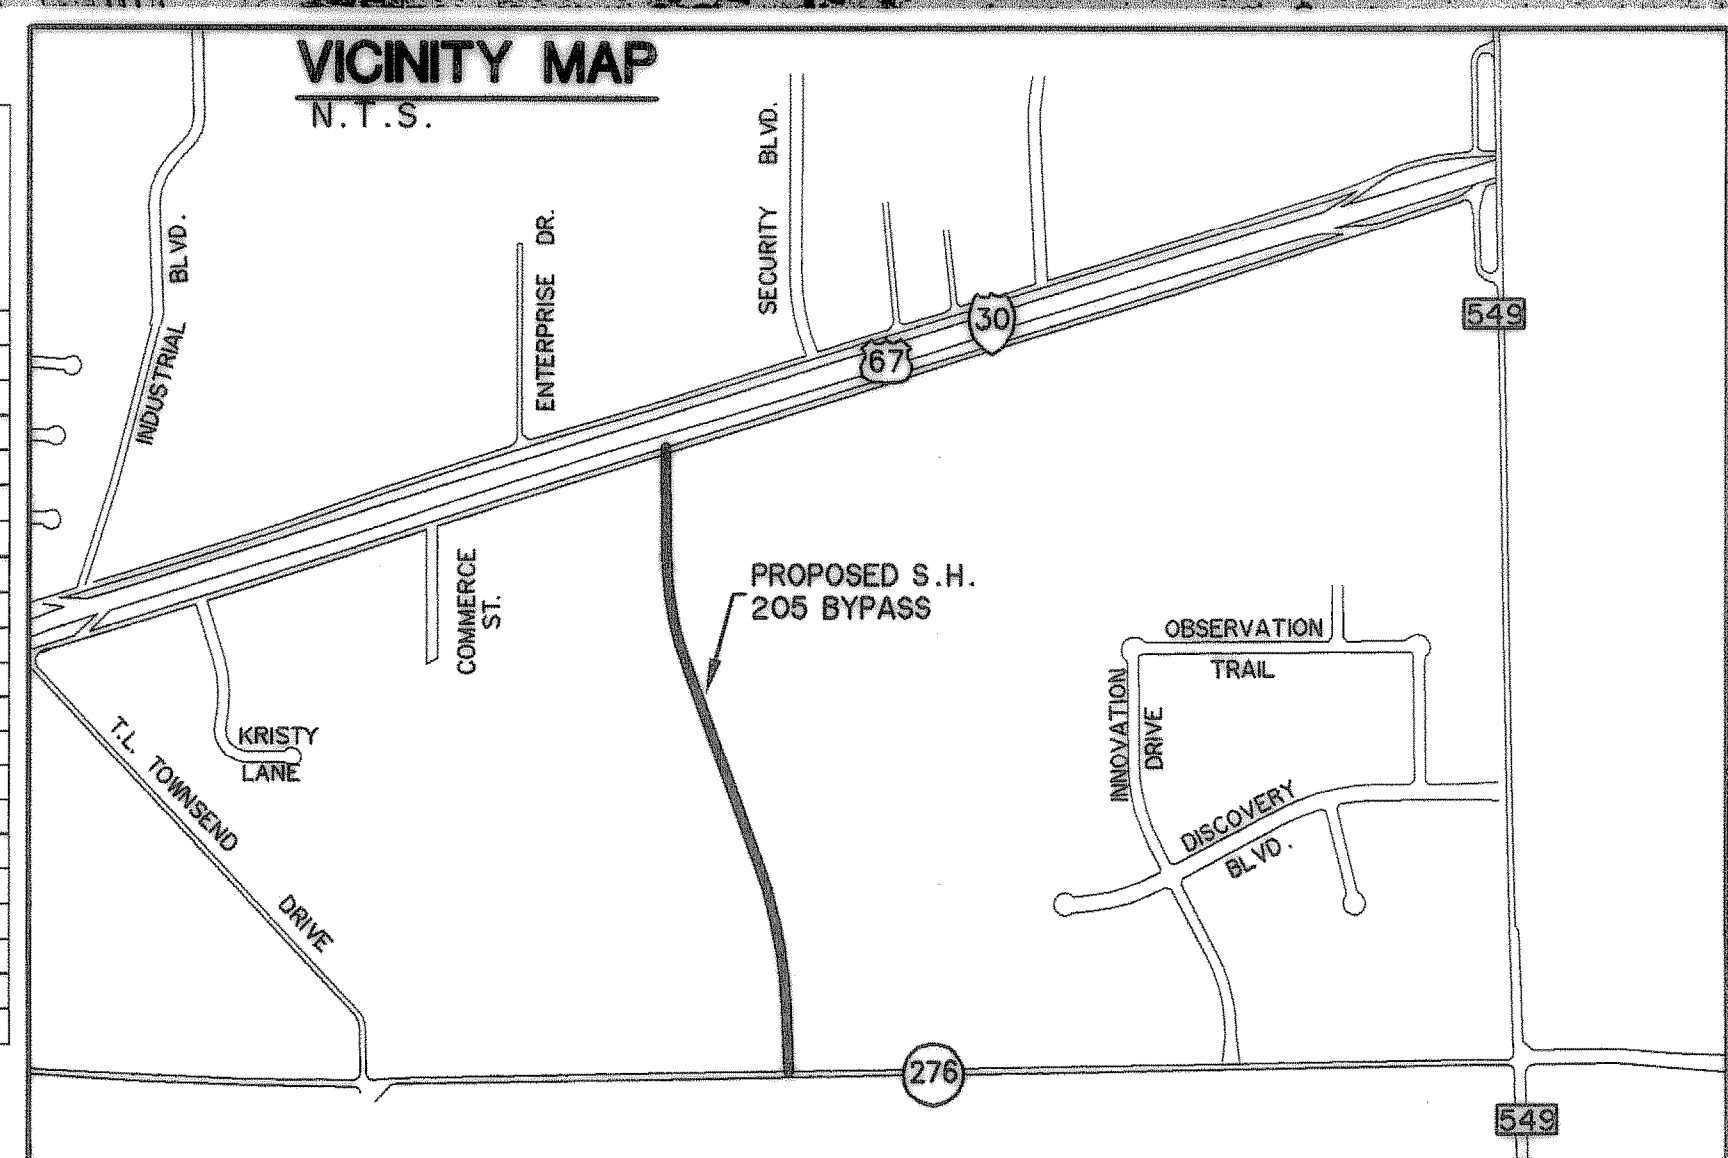 VICINITY MAP
N.T.S.
INDUSTRIAL BLVD.
ENTERPRISE DR.
SECURITY BLVD.
30
67
549
COMMERCE
ST.
PROPOSED S.H.
205 BYPASS
OBSERVATION
TRAIL
INNOVATION
DRIVE
KRISTY
LANE
T.L. TOWNSEND DRIVE
DISCOVERY
BLVD.
276
549